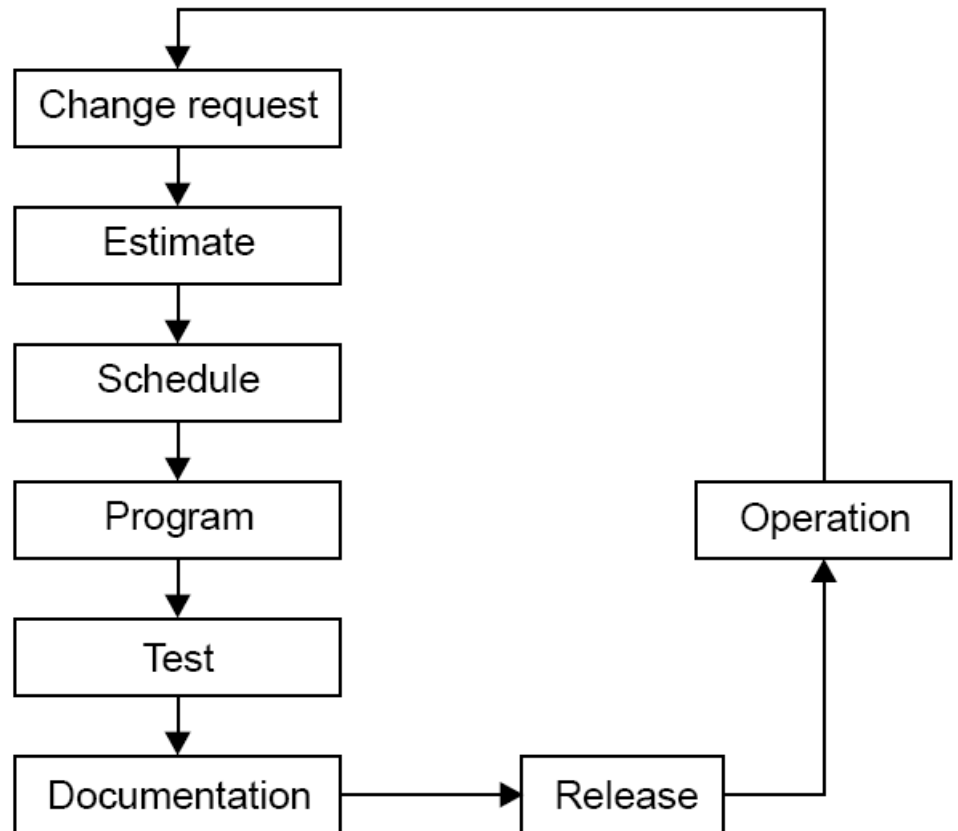 Change request
Estimate
Schedule
Program
Operation
Test
Documentation
Release